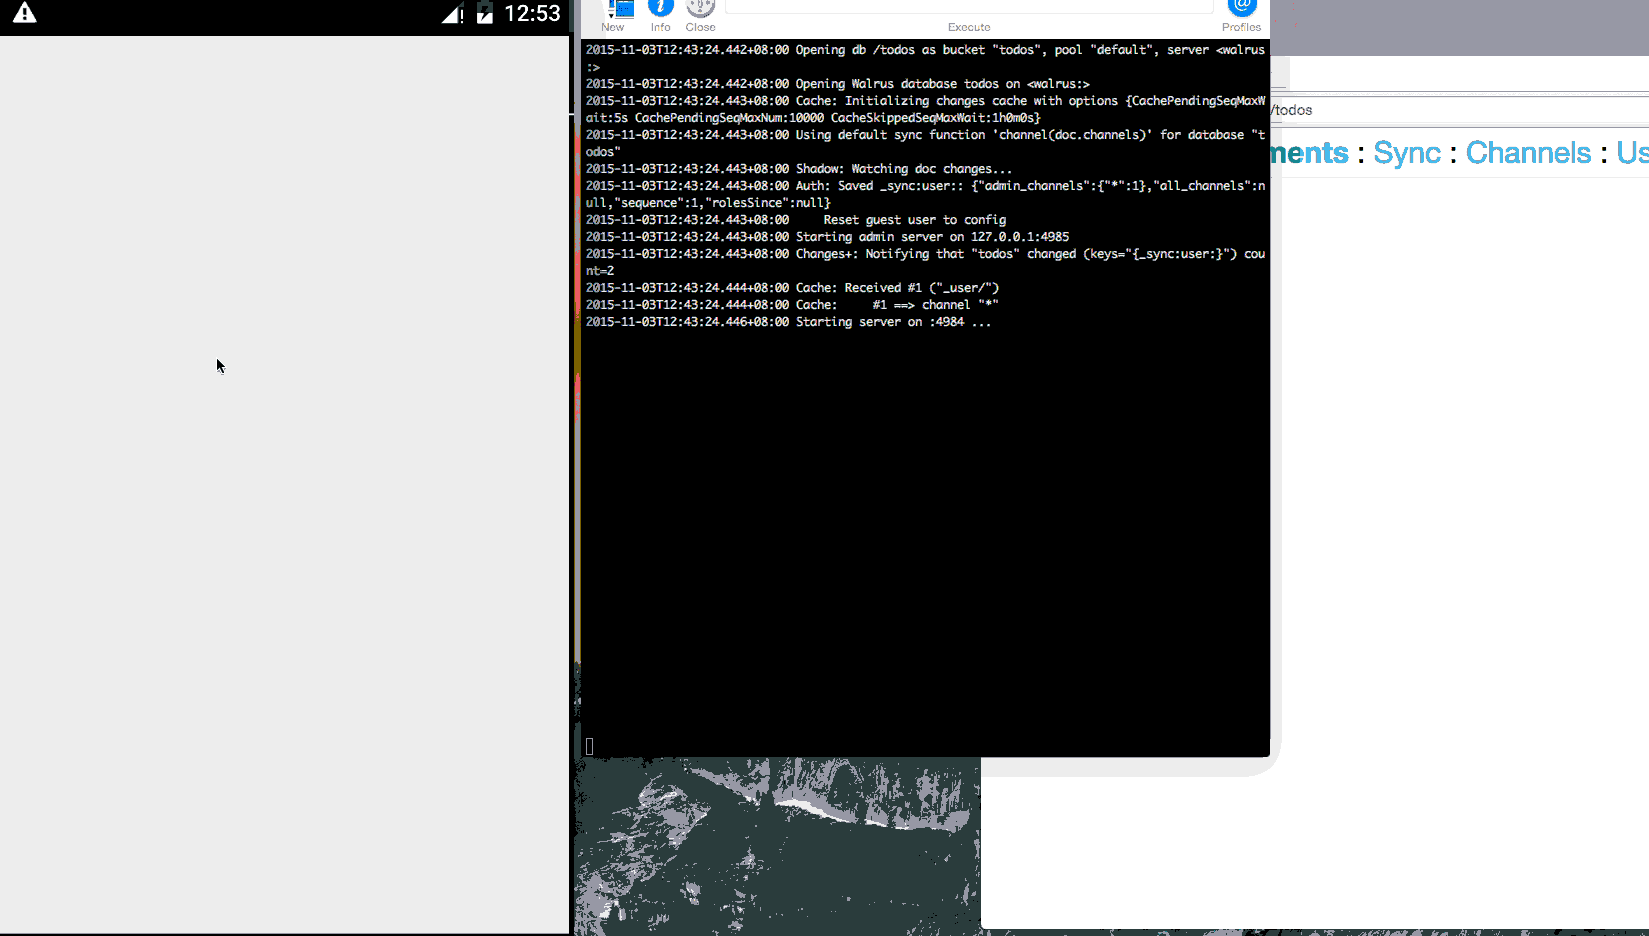 12:53
New Info Close Execute Profiles
2015-11-03T12:43:24.442+08:00 Opening db /todos as bucket "todos", pool "default", server <walrus
:>
2015-11-03T12:43:24.442+08:00 Opening Walrus database todos on <walrus:>
2015-11-03T12:43:24.443+08:00 Cache: Initializing changes cache with options {CachePendingSeqMaxW
ait:5s CachePendingSeqMaxNum:10000 CacheSkippedSeqMaxWait:1h0m0s}
2015-11-03T12:43:24.443+08:00 Using default sync function 'channel(doc.channels)' for database "t
odos"
2015-11-03T12:43:24.443+08:00 Shadow: Watching doc changes...
2015-11-03T12:43:24.443+08:00 Auth: Saved _sync:user:: {"admin_channels":{"*":1},"all_channels":n
ull,"sequence":1,"rolesSince":null}
2015-11-03T12:43:24.443+08:00     Reset guest user to config
2015-11-03T12:43:24.443+08:00 Starting admin server on 127.0.0.1:4985
2015-11-03T12:43:24.443+08:00 Changes+: Notifying that "todos" changed (keys="{_sync:user:}") cou
nt=2
2015-11-03T12:43:24.444+08:00 Cache: Received #1 ("_user/")
2015-11-03T12:43:24.444+08:00 Cache:     #1 ==> channel "*"
2015-11-03T12:43:24.446+08:00 Starting server on :4984 ...
/todos
ments : Sync : Channels : Us